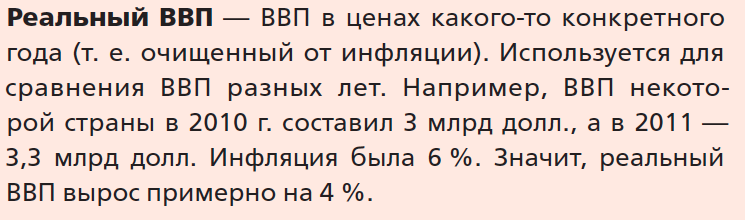 Реальный ВВП — ВВП в ценах какого-то конкретного
года (т. е. очищенный от инфляции). Используется для
сравнения ВВП разных лет. Например, ВВП некото-
рой страны в 2010 г. составил 3 млрд долл., а в 2011 —
3,3 млрд долл. Инфляция была 6 %. Значит, реальный
ВВП вырос примерно на 4 %.